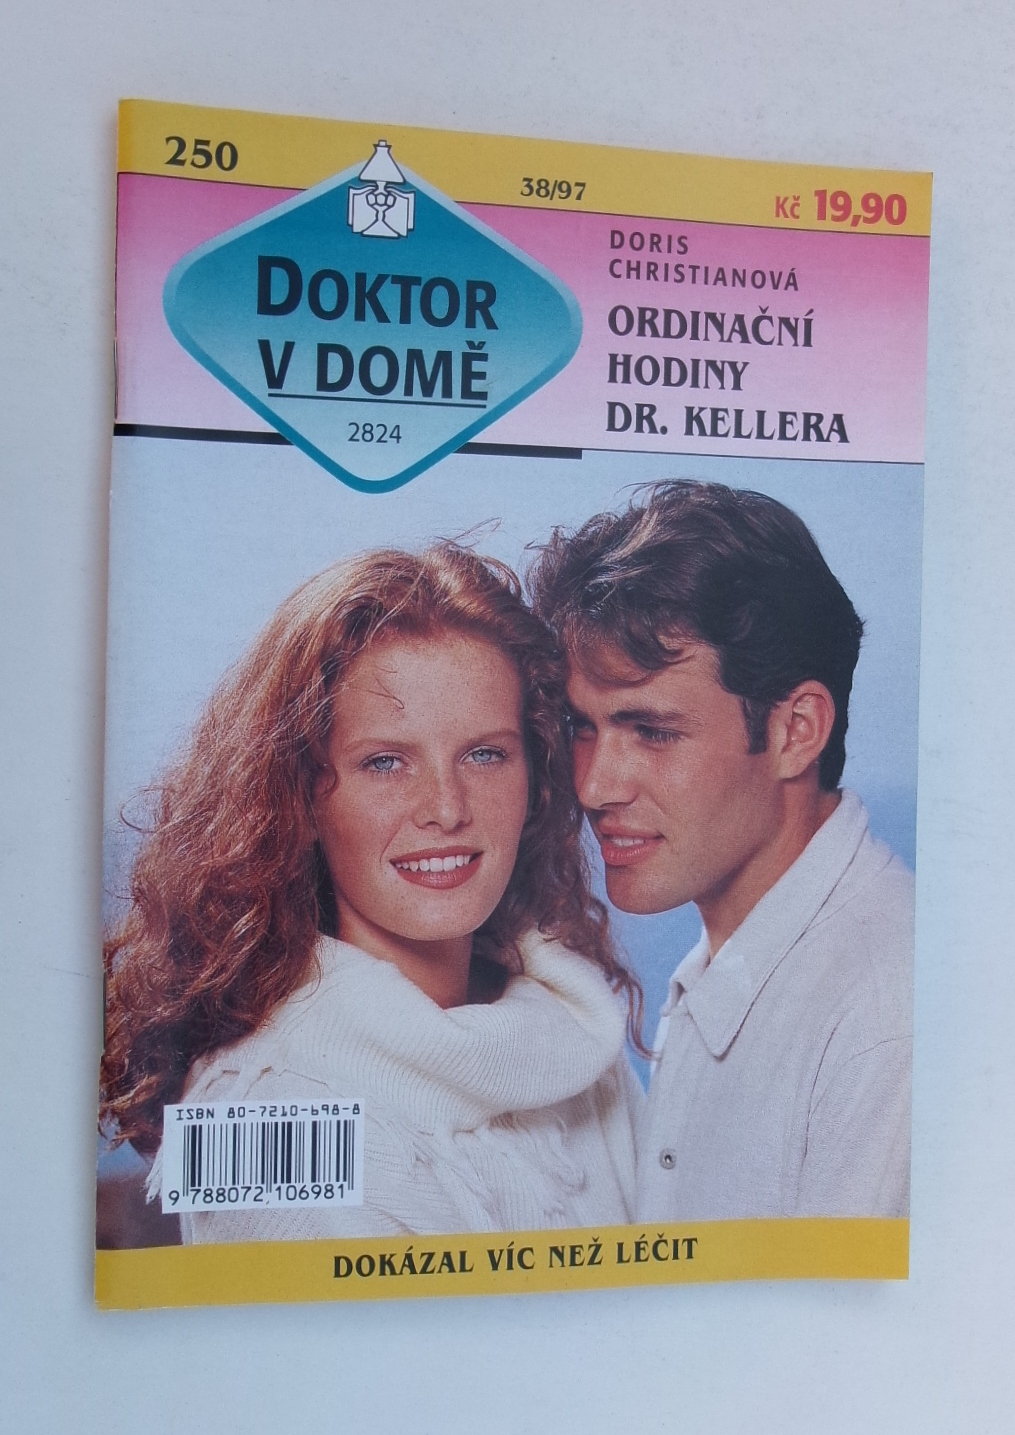 250
38/97
Kč 19,90
DOKTOR
V DOMĚ
2824
DORIS
CHRISTIANOVÁ
ORDINAČNÍ
HODINY
DR. KELLERA
ISBN 80-7210-698-8
9 788072 106981
DOKÁZAL VÍC NEŽ LÉČIT